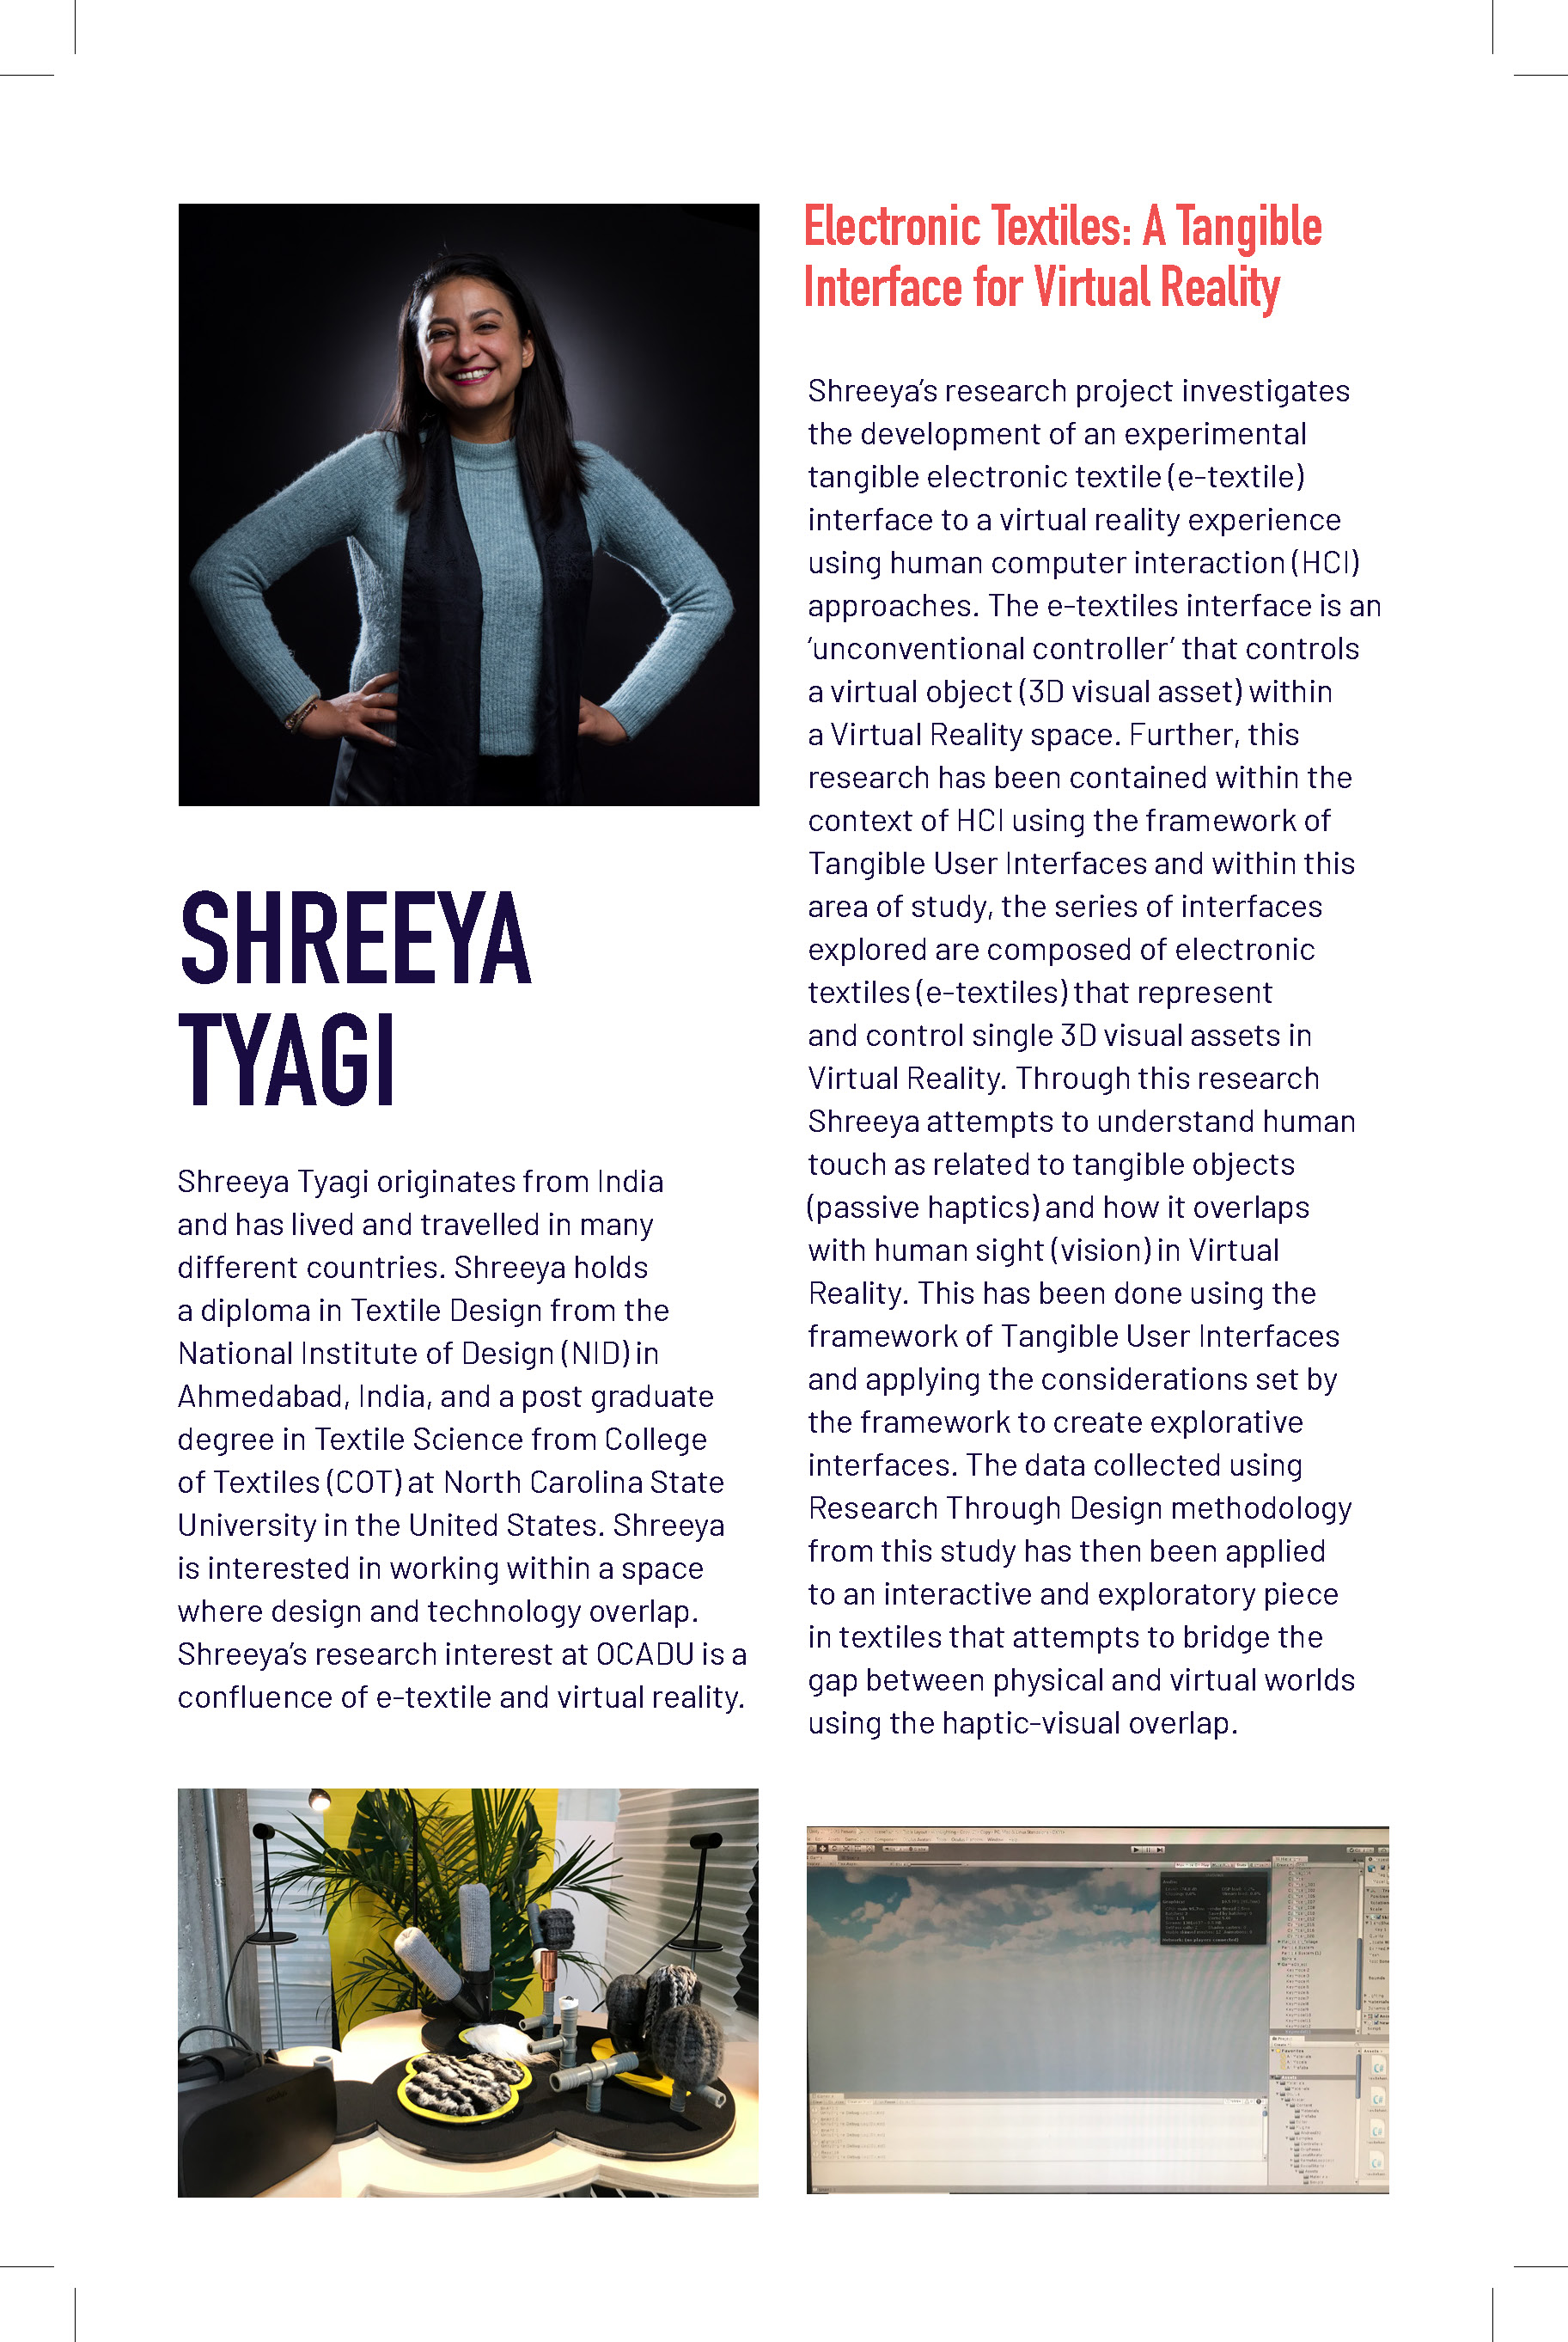 SHREEYA
TYAGI
Shreeya Tyagi originates from India
and has lived and travelled in many
different countries. Shreeya holds
a diploma in Textile Design from the
National Institute of Design (NID) in
Ahmedabad, India, and a post graduate
degree in Textile Science from College
of Textiles (COT) at North Carolina State
University in the United States. Shreeya
is interested in working within a space
where design and technology overlap.
Shreeya’s research interest at OCADU is a
confluence of e-textile and virtual reality.
Electronic Textiles: A Tangible
Interface for Virtual Reality
Shreeya’s research project investigates
the development of an experimental
tangible electronic textile (e-textile)
interface to a virtual reality experience
using human computer interaction (HCI)
approaches. The e-textiles interface is an
‘unconventional controller’ that controls
a virtual object (3D visual asset) within
a Virtual Reality space. Further, this
research has been contained within the
context of HCI using the framework of
Tangible User Interfaces and within this
area of study, the series of interfaces
explored are composed of electronic
textiles (e-textiles) that represent
and control single 3D visual assets in
Virtual Reality. Through this research
Shreeya attempts to understand human
touch as related to tangible objects
(passive haptics) and how it overlaps
with human sight (vision) in Virtual
Reality. This has been done using the
framework of Tangible User Interfaces
and applying the considerations set by
the framework to create explorative
interfaces. The data collected using
Research Through Design methodology
from this study has then been applied
to an interactive and exploratory piece
in textiles that attempts to bridge the
gap between physical and virtual worlds
using the haptic-visual overlap.